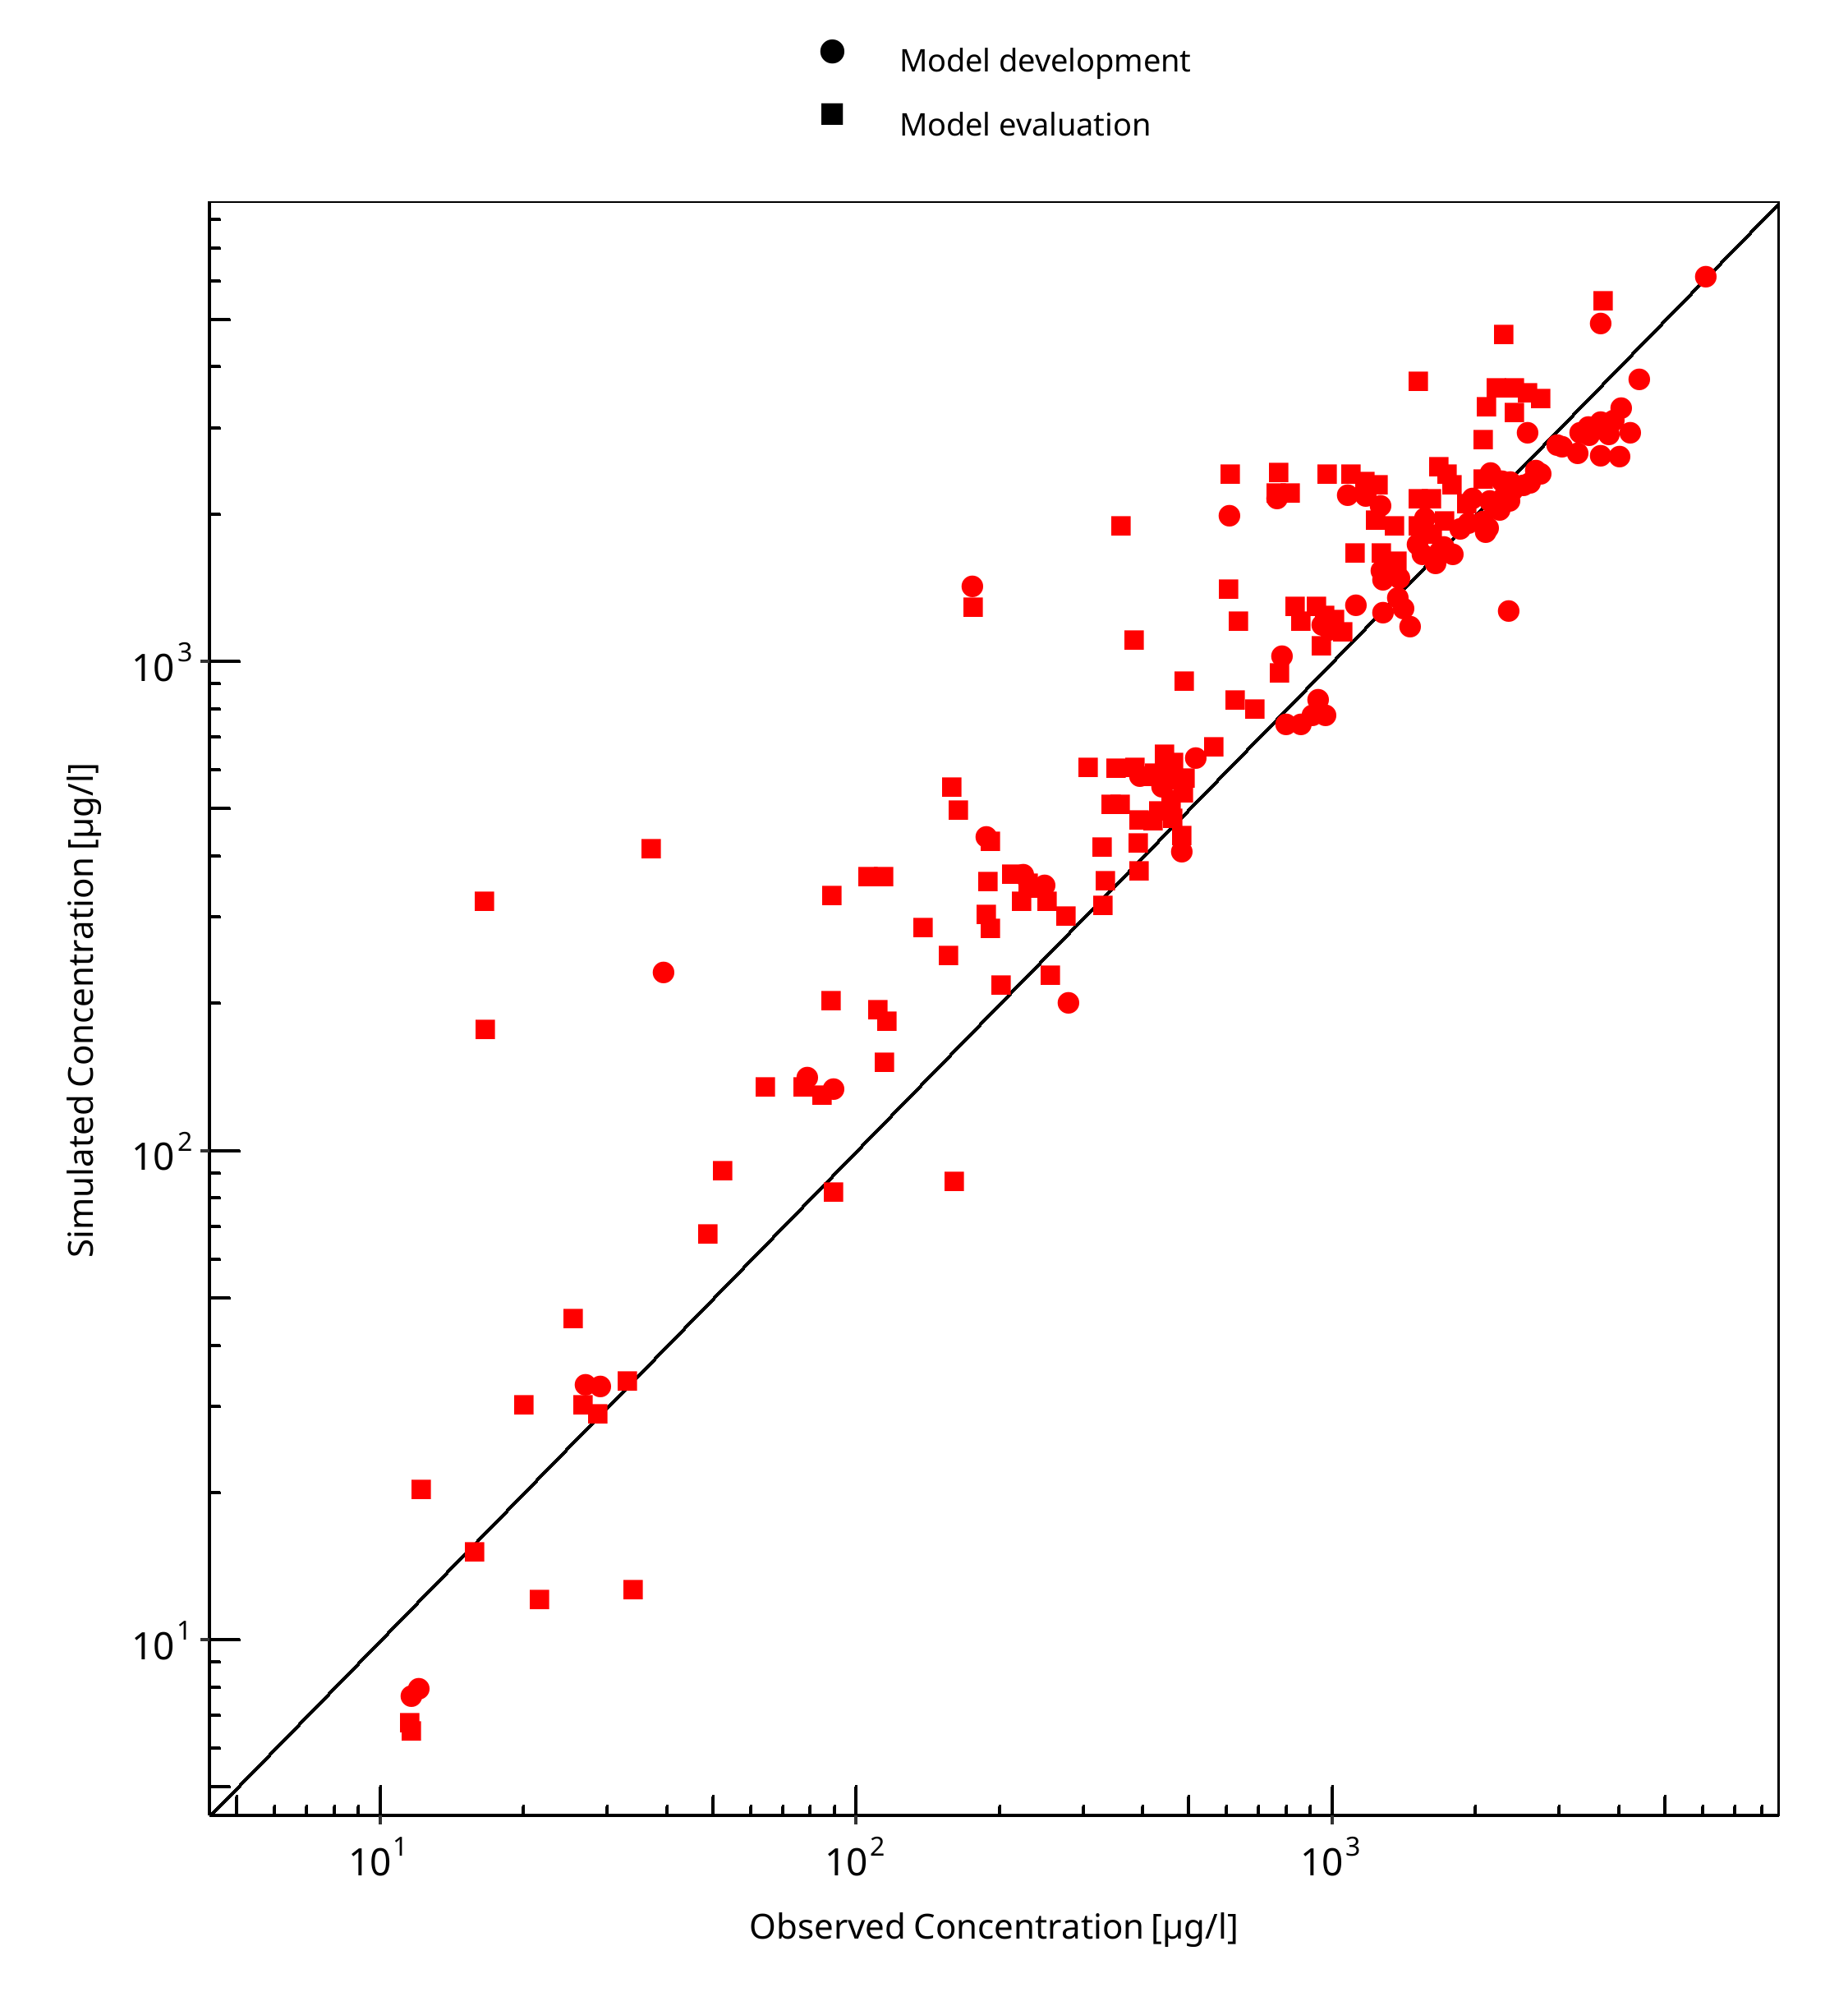 Model development
Model evaluation
Simulated Concentration [µg/l]
10³
10²
10¹
10¹ 10² 10³
Observed Concentration [µg/l]